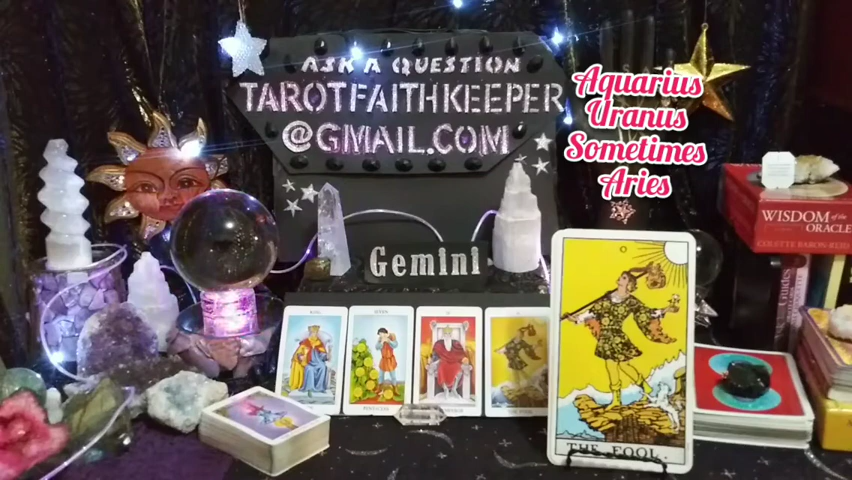 ASK A QUESTION
TAROTFAITHKEEPER
@GMAIL.COM
Aquarius
Uranus
Sometimes
Aries
WISDOM of the
ORACLE
COLETTE BARON-REID
Gemini
PENTACLES
THE FOOL.